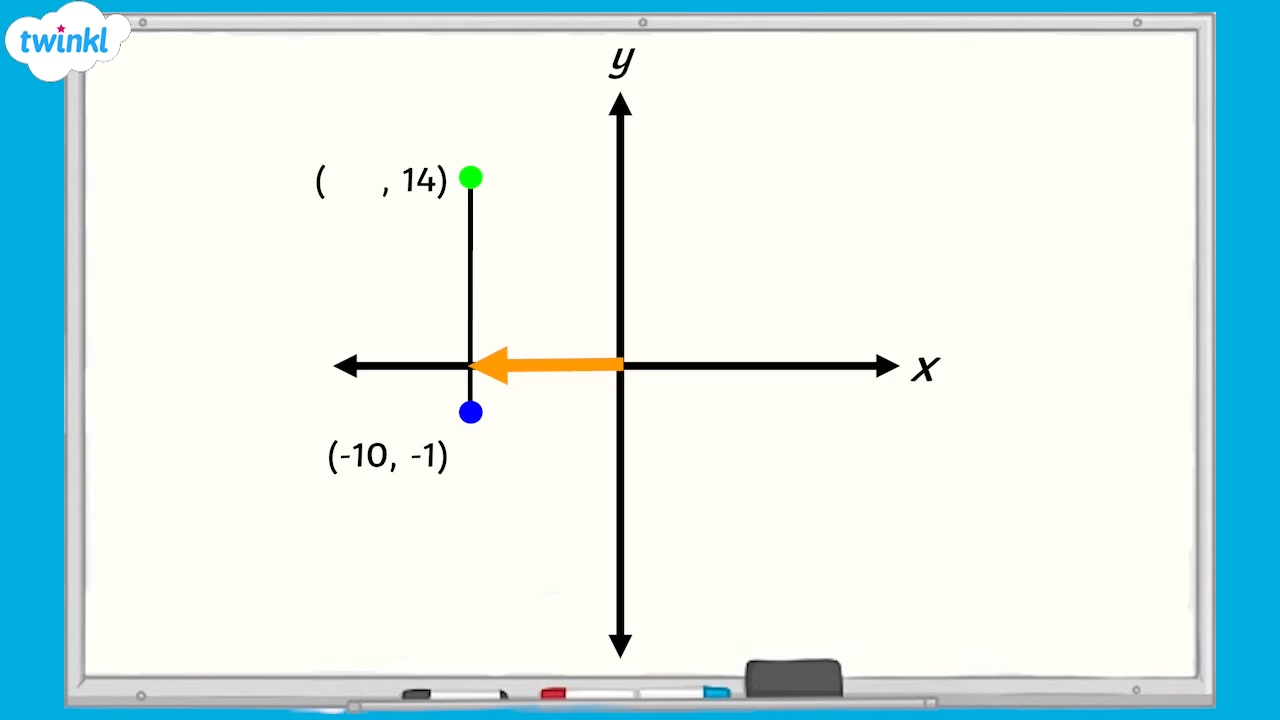 twinkl
y
( , 14)
x
(-10, -1)